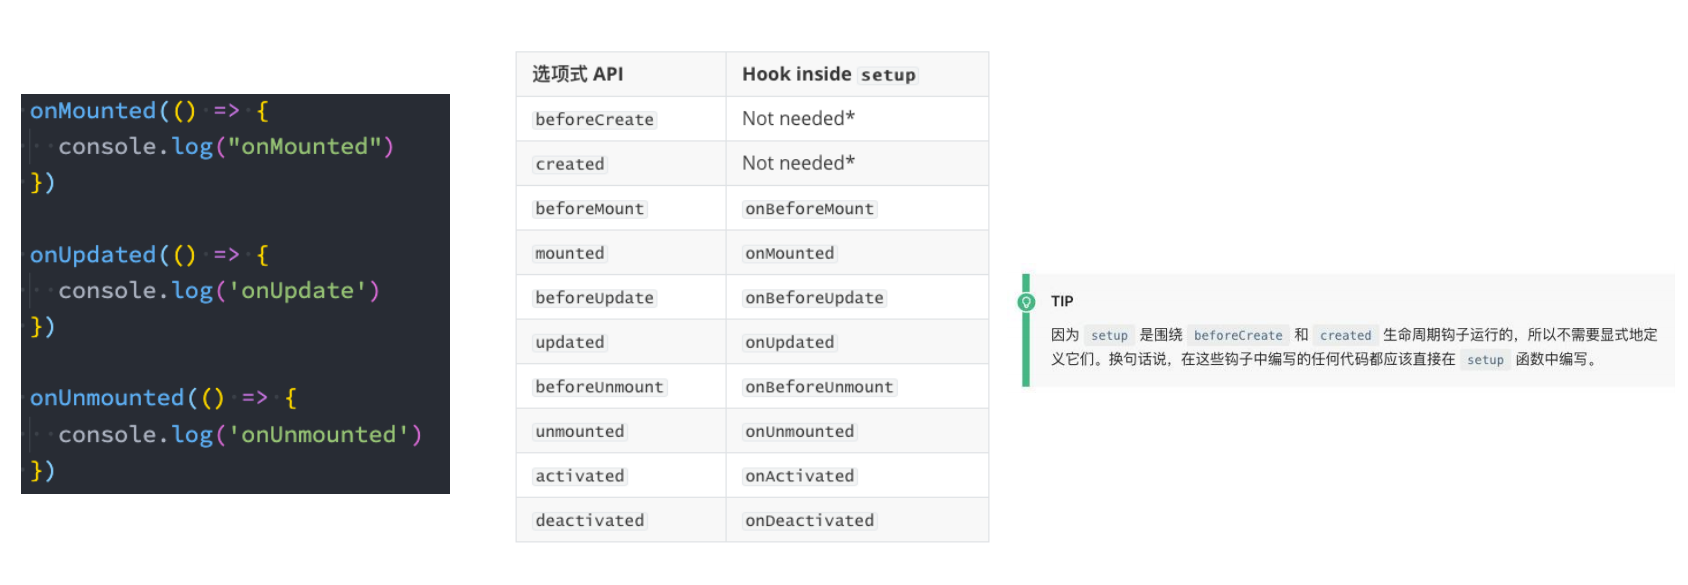 onMounted(() => {
  console.log("onMounted")
})
onUpdated(() => {
  console.log('onUpdate')
})
onUnmounted(() => {
  console.log('onUnmounted')
})
选项式 API Hook inside setup
beforeCreate Not needed*
created Not needed*
beforeMount onBeforeMount
mounted onMounted
beforeUpdate onBeforeUpdate
updated onUpdated
beforeUnmount onBeforeUnmount
unmounted onUnmounted
activated onActivated
deactivated onDeactivated
TIP
因为 setup 是围绕 beforeCreate 和 created 生命周期钩子运行的，所以不需要显式地定
义它们。换句话说，在这些钩子中编写的任何代码都应该直接在 setup 函数中编写。